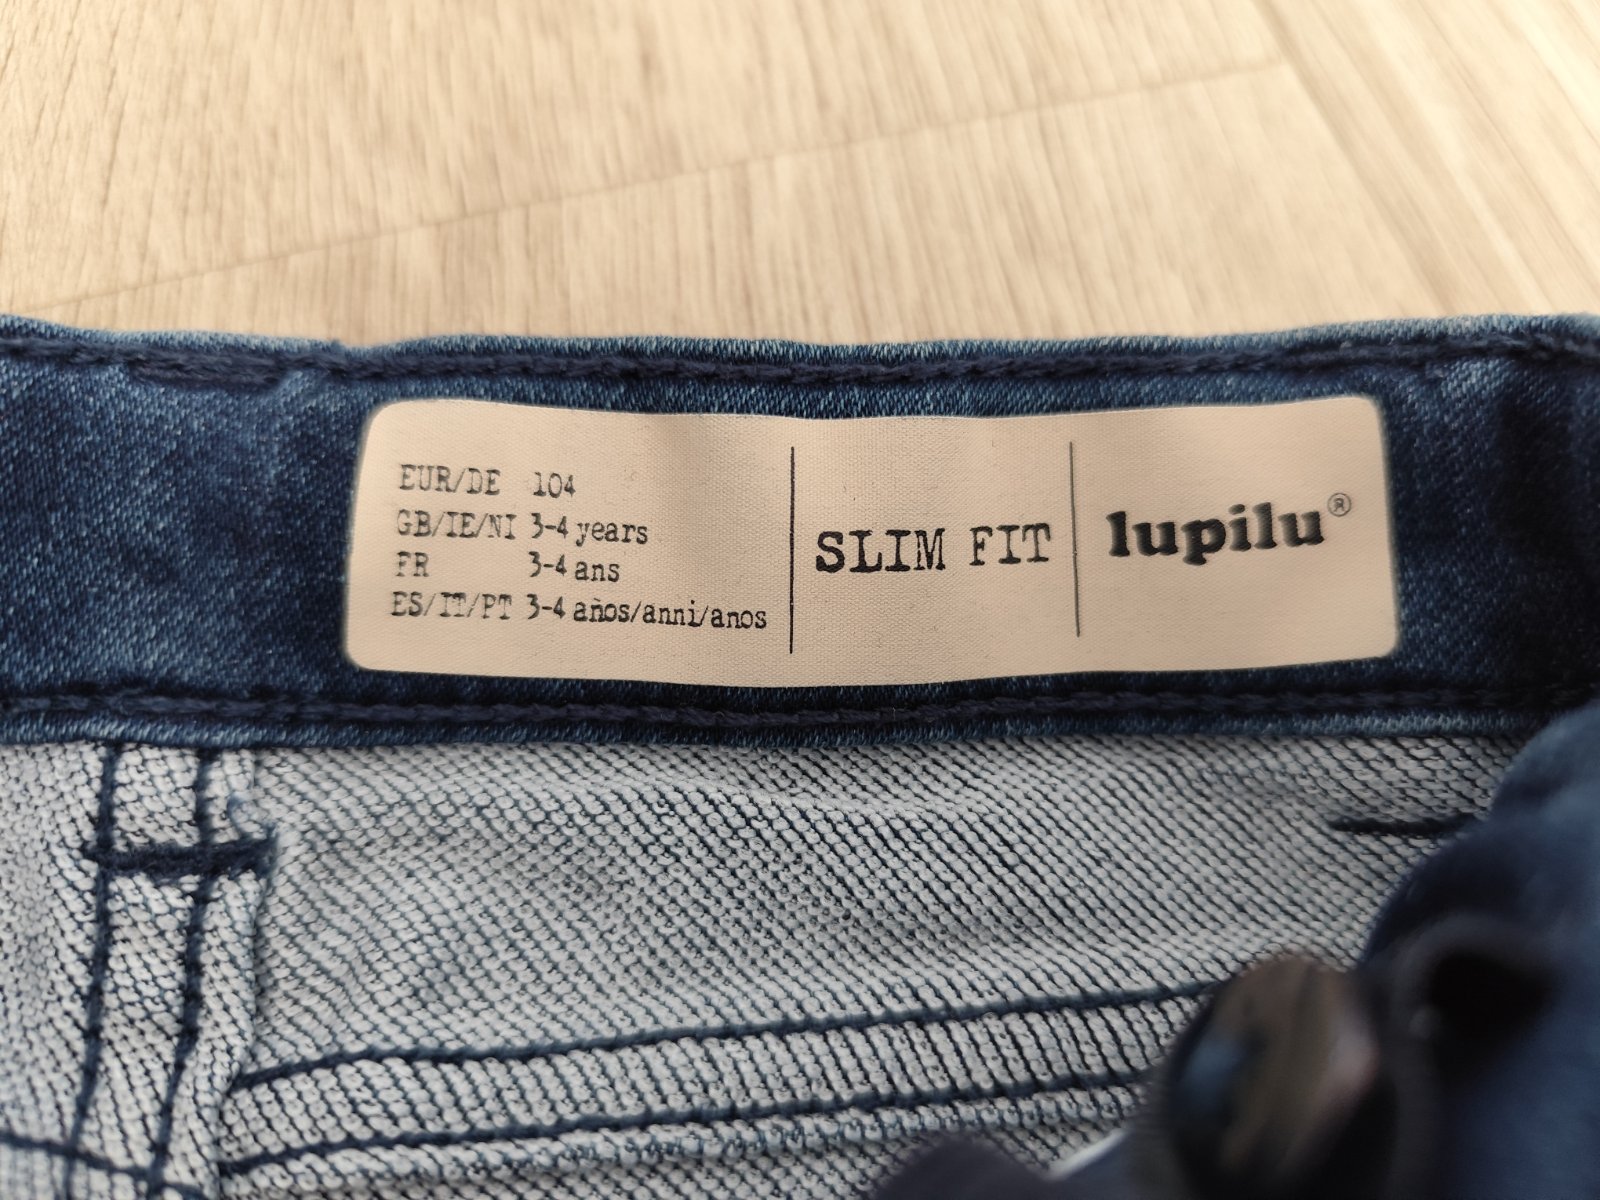 EUR/DE 104
GB/IE/NI 3-4 years
FR 3-4 ans
ES/IT/PT 3-4 años/anni/anos
SLIM FIT
lupilu®